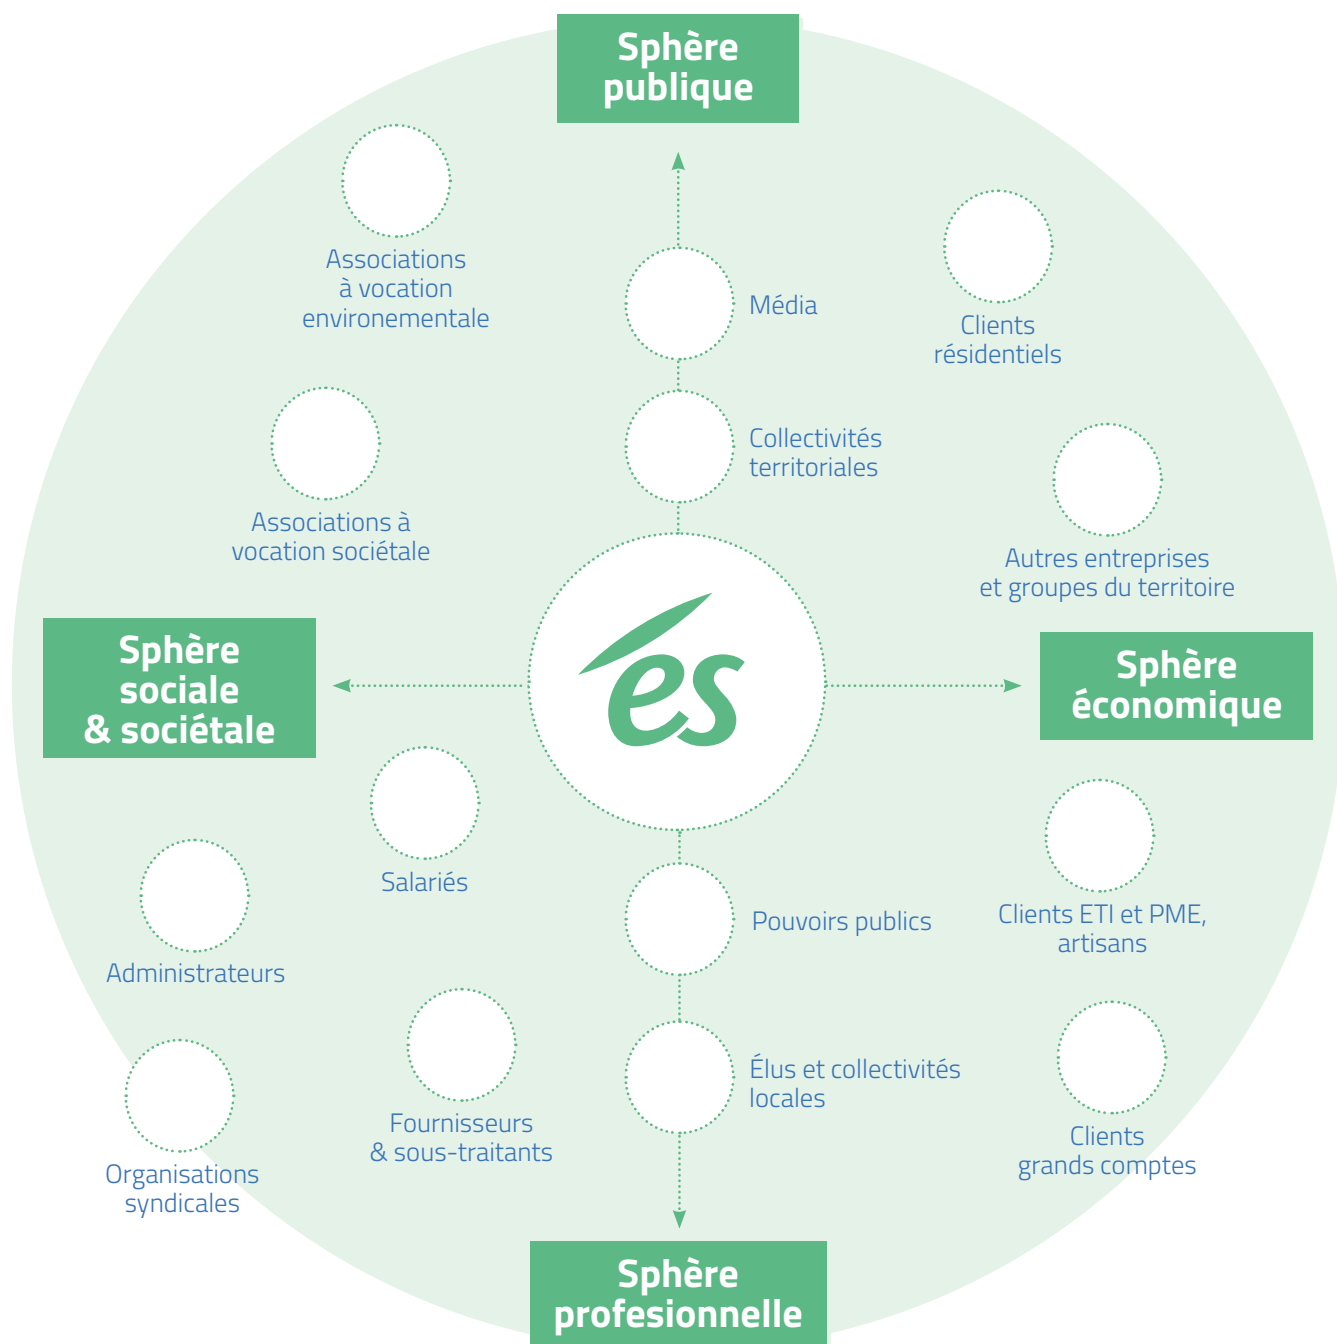 Sphère
publique
Associations
à vocation
environementale
Média
Clients
résidentiels
Collectivités
territoriales
Associations à
vocation sociétale
Autres entreprises
et groupes du territoire
Sphère
sociale
& sociétale
és
Sphère
économique
Salariés
Pouvoirs publics
Clients ETI et PME,
artisans
Administrateurs
Élus et collectivités
locales
Fournisseurs
& sous-traitants
Clients
grands comptes
Organisations
syndicales
Sphère
profesionnelle